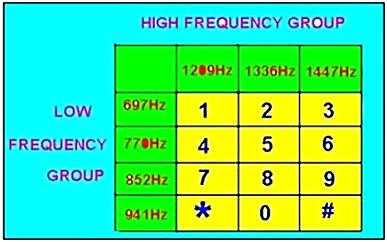 HIGH FREQUENCY GROUP
1209Hz 1336Hz 1447Hz
LOW FREQUENCY GROUP
697Hz 1 2 3
770Hz 4 5 6
852Hz 7 8 9
941Hz * 0 #